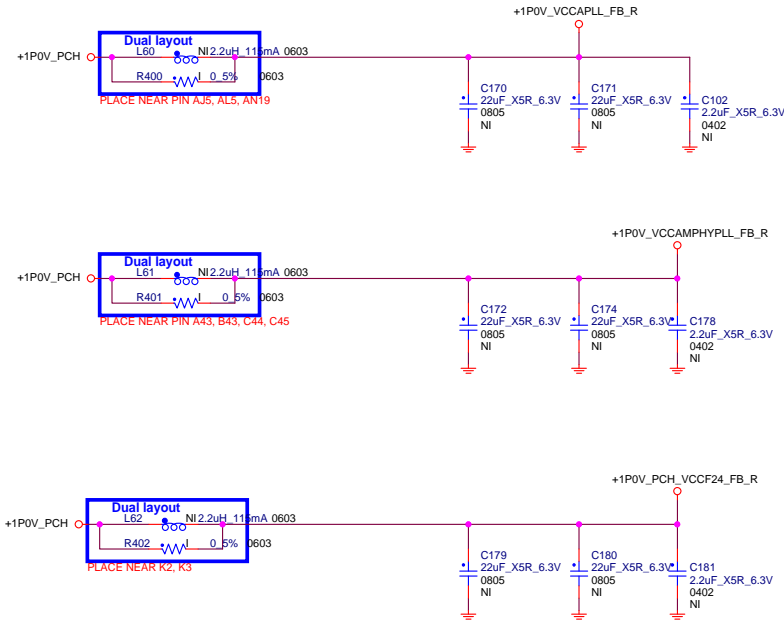 +1P0V_VCCAPLL_FB_R
Dual layout
+1P0V_PCH
L60
NI
2.2uH_115mA
0603
R400
I
0_5%
0603
PLACE NEAR PIN AJ5, AL5, AN19
C170
22uF_X5R_6.3V
0805
NI
C171
22uF_X5R_6.3V
0805
NI
C102
2.2uF_X5R_6.3V
0402
NI
+1P0V_VCCAMPHYPLL_FB_R
Dual layout
+1P0V_PCH
L61
NI
2.2uH_115mA
0603
R401
I
0_5%
0603
PLACE NEAR PIN A43, B43, C44, C45
C172
22uF_X5R_6.3V
0805
NI
C174
22uF_X5R_6.3V
0805
NI
C178
2.2uF_X5R_6.3V
0402
NI
+1P0V_PCH_VCCF24_FB_R
Dual layout
+1P0V_PCH
L62
NI
2.2uH_115mA
0603
R402
I
0_5%
0603
PLACE NEAR K2, K3
C179
22uF_X5R_6.3V
0805
NI
C180
22uF_X5R_6.3V
0805
NI
C181
2.2uF_X5R_6.3V
0402
NI